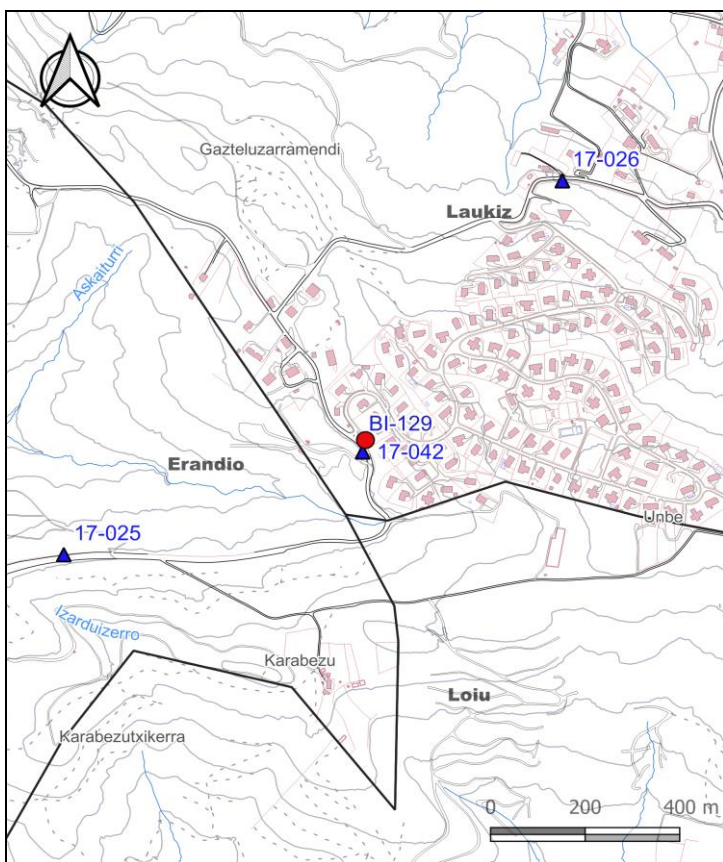 Gazteluzarramendi
17-026
Laukiz
Askaiturri
BI-129
17-042
Erandio
Unbe
17-025
Izarduizerro
Karabezu
Loiu
Karabezutxikerra
0 200 400 m